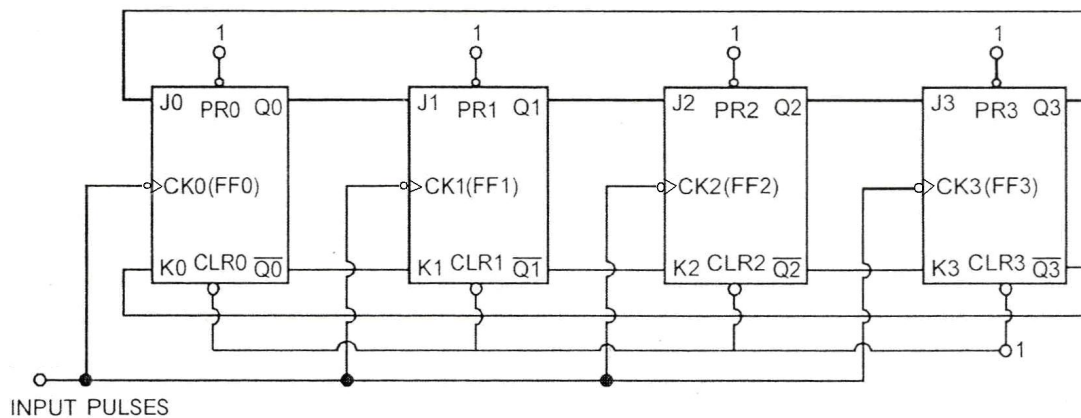 1 1 1 1
J0 Q0 J1 Q1 J2 Q2 J3 Q3
PR0 PR1 PR2 PR3
CK0(FF0) CK1(FF1) CK2(FF2) CK3(FF3)
K0 CLR0 Q̅0̅ K1 CLR1 Q̅1̅ K2 CLR2 Q̅2̅ K3 CLR3 Q̅3̅
1
INPUT PULSES